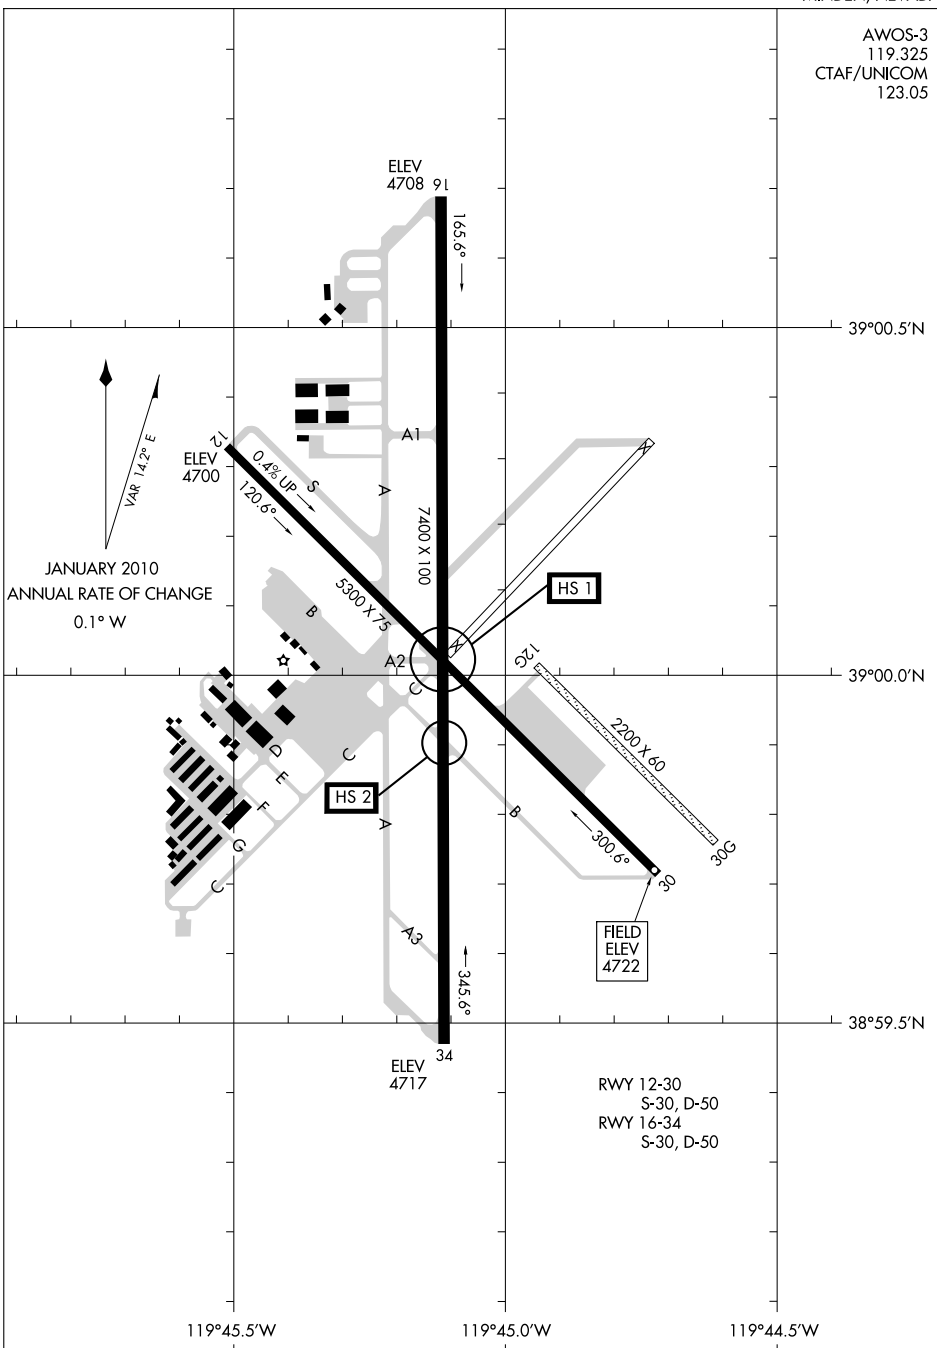 AWOS-3
119.325
CTAF/UNICOM
123.05
ELEV
4708
16
165.6°
39°00.5'N
VAR 14.2° E
JANUARY 2010
ANNUAL RATE OF CHANGE
0.1° W
12
ELEV
4700
0.4% UP
120.6°
S
A1
A
7400 X 100
5300 X 75
B
HS 1
A2
C
12G
39°00.0'N
2200 X 60
D
C
E
HS 2
F
A
B
G
C
300.6°
30G
30
A3
FIELD
ELEV
4722
345.6°
38°59.5'N
34
ELEV
4717
RWY 12-30
S-30, D-50
RWY 16-34
S-30, D-50
119°45.5'W
119°45.0'W
119°44.5'W